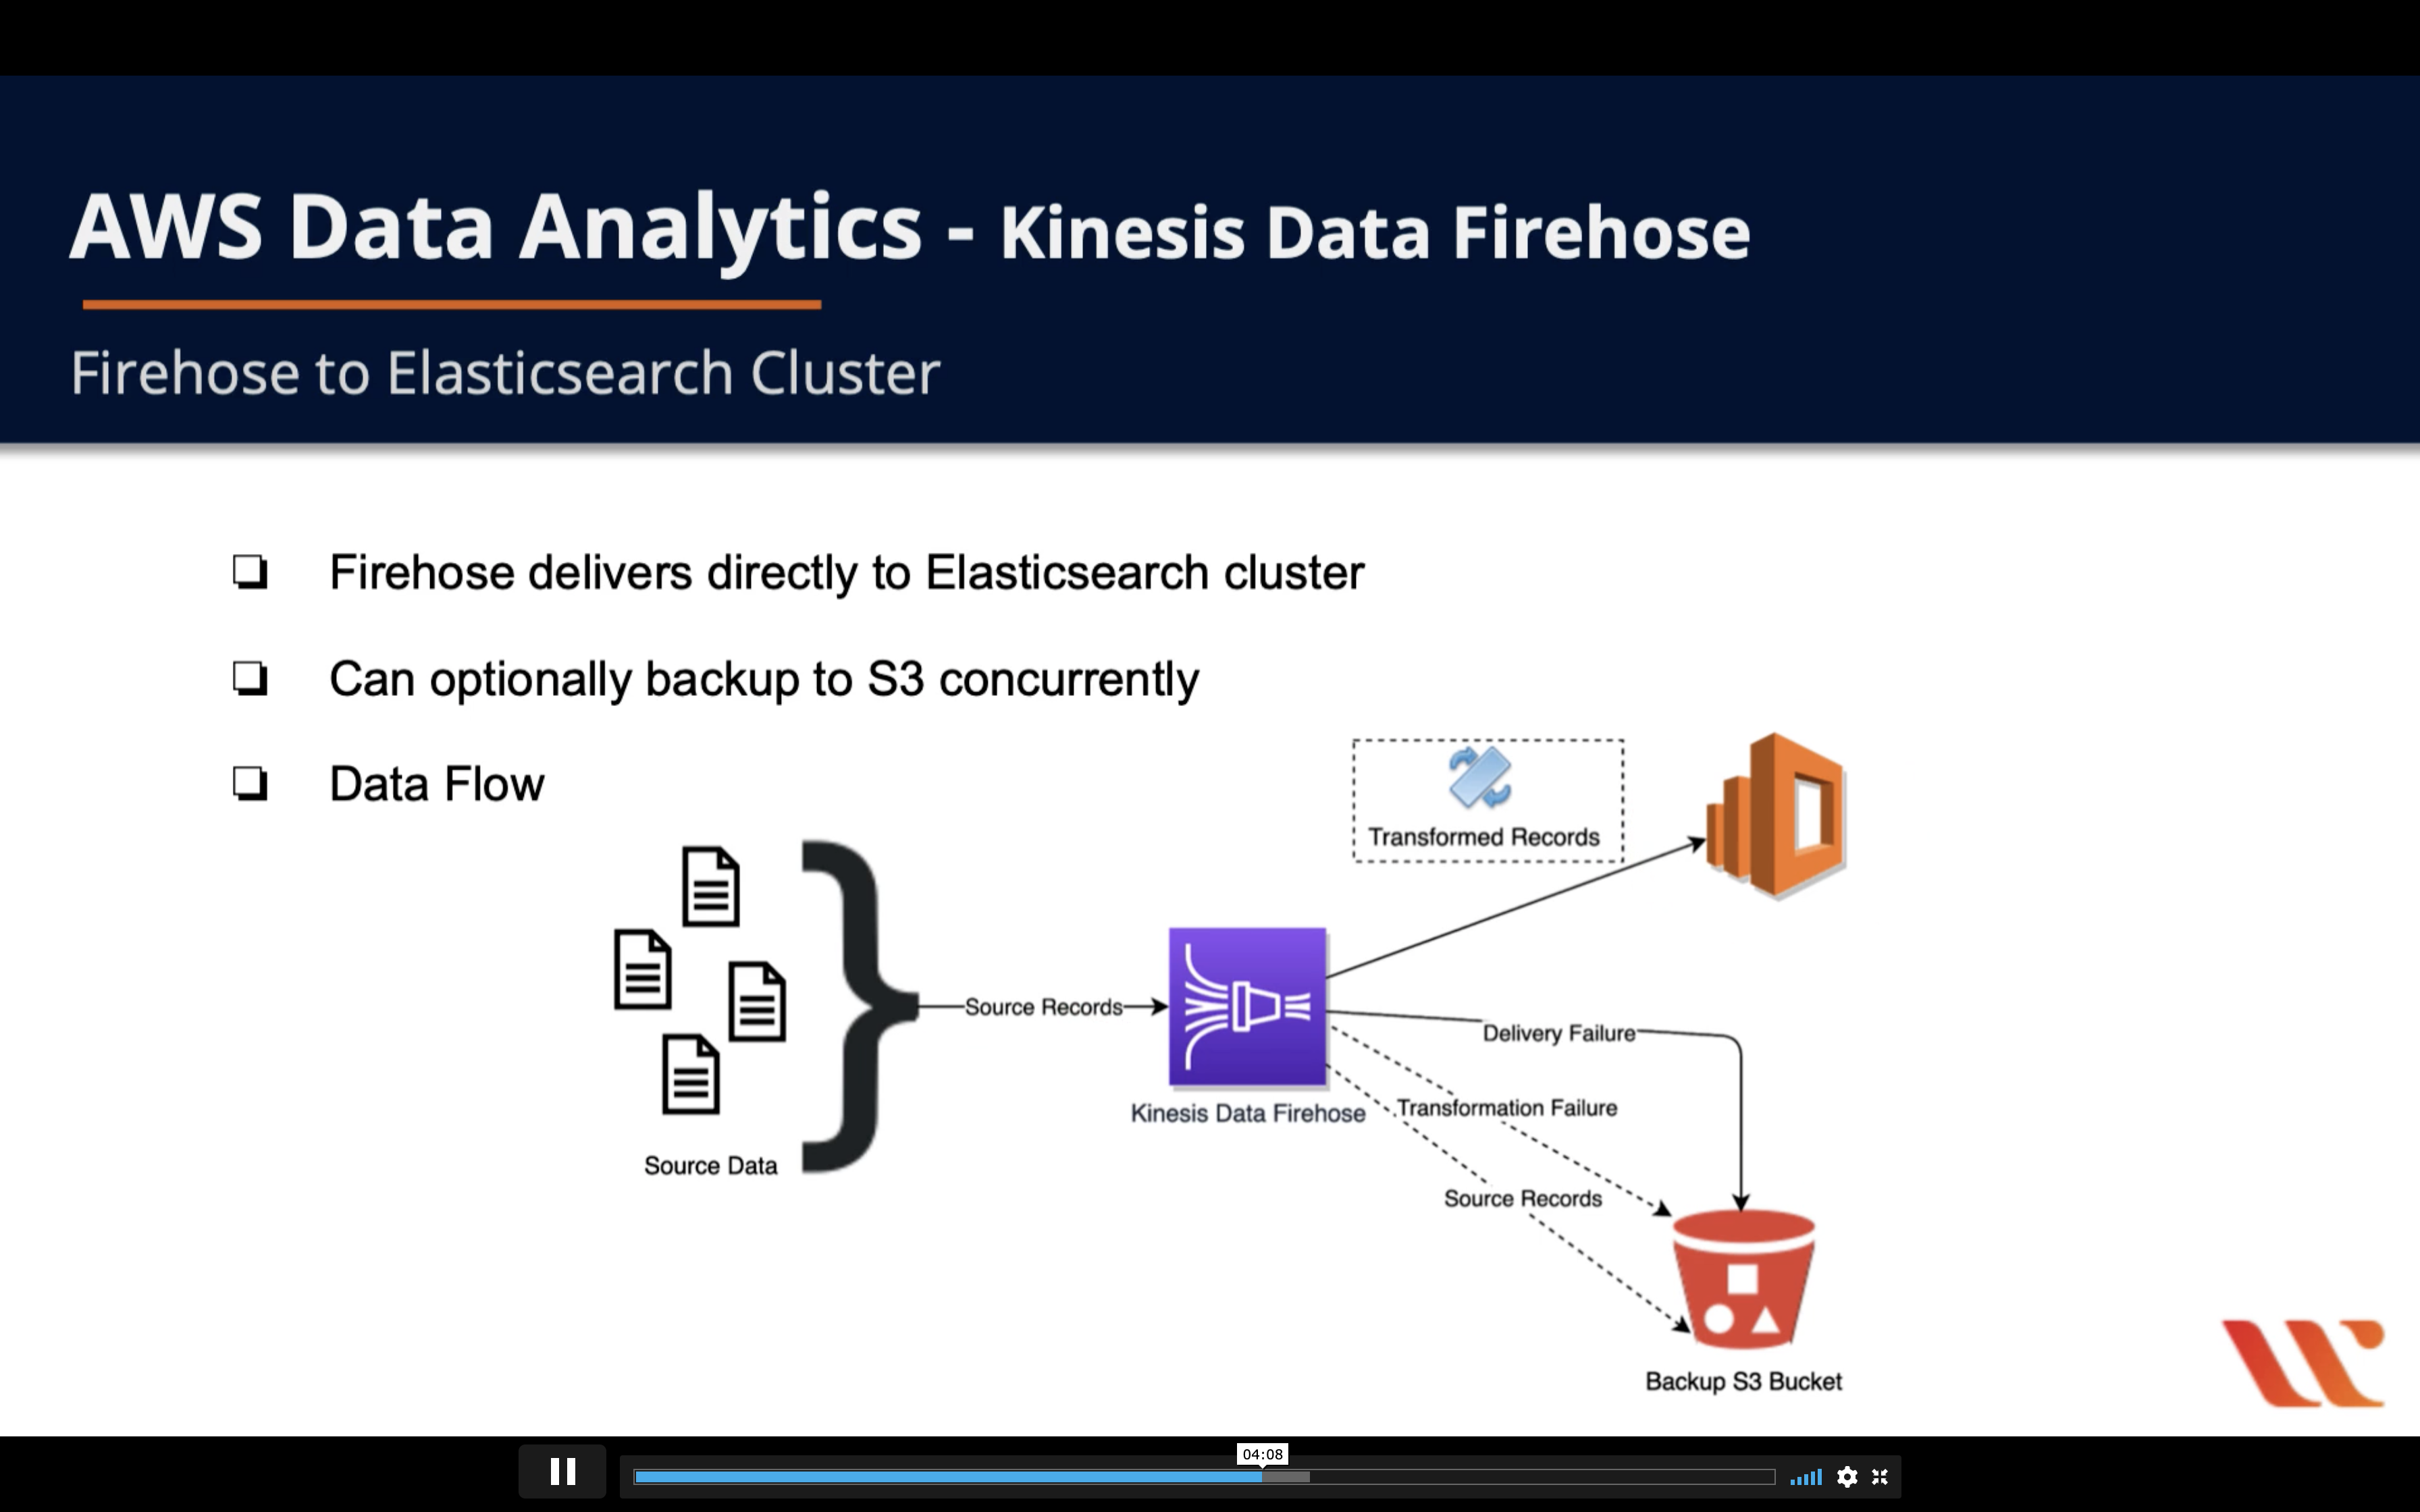 AWS Data Analytics - Kinesis Data Firehose
Firehose to Elasticsearch Cluster
Firehose delivers directly to Elasticsearch cluster
Can optionally backup to S3 concurrently
Data Flow
Transformed Records
Source Records
Delivery Failure
Kinesis Data Firehose
Transformation Failure
Source Data
Source Records
Backup S3 Bucket
04:08